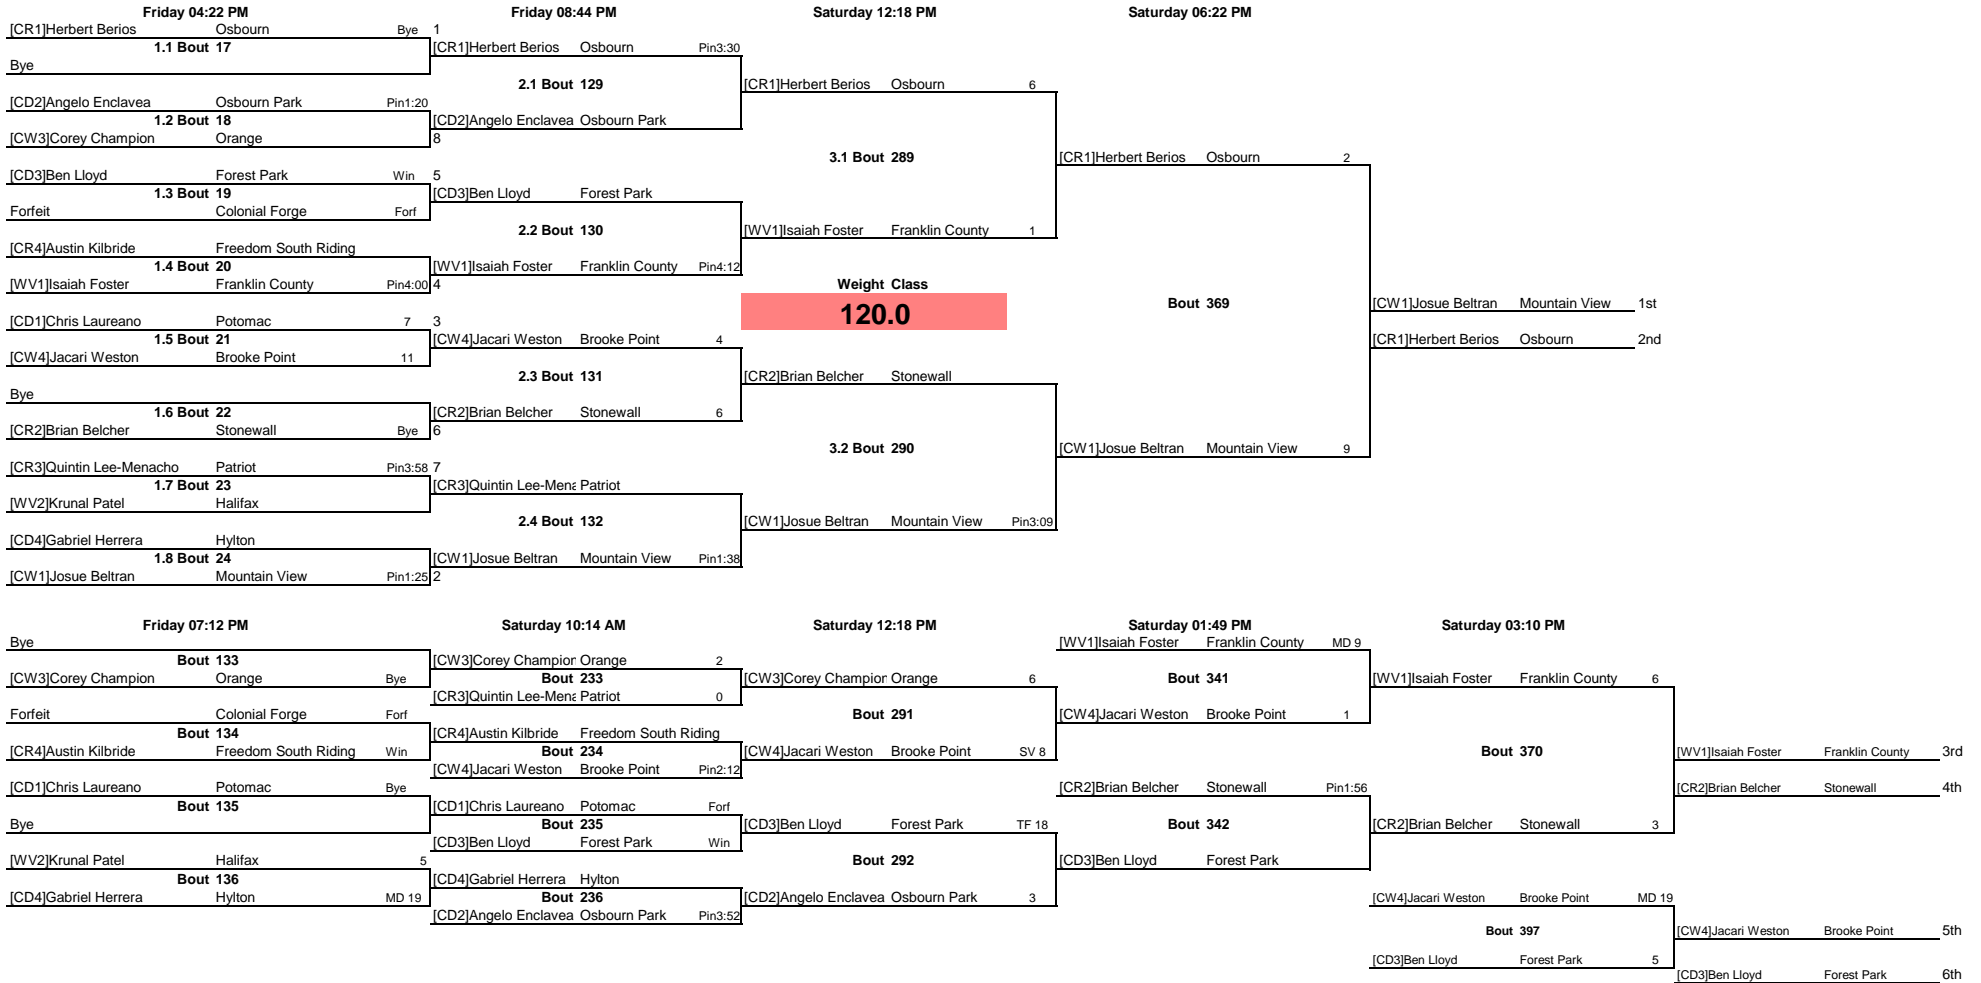 Friday 04:22 PM Friday 08:44 PM Saturday 12:18 PM Saturday 06:22 PM
[CR1]Herbert Berios Osbourn Bye 1
1.1 Bout 17 [CR1]Herbert Berios Osbourn Pin3:30
Bye
2.1 Bout 129 [CR1]Herbert Berios Osbourn 6
[CD2]Angelo Enclavea Osbourn Park Pin1:20
1.2 Bout 18 [CD2]Angelo Enclavea Osbourn Park
[CW3]Corey Champion Orange 8
3.1 Bout 289 [CR1]Herbert Berios Osbourn 2
[CD3]Ben Lloyd Forest Park Win 5
1.3 Bout 19 [CD3]Ben Lloyd Forest Park
Forfeit Colonial Forge Forf
2.2 Bout 130 [WV1]Isaiah Foster Franklin County 1
[CR4]Austin Kilbride Freedom South Riding
1.4 Bout 20 [WV1]Isaiah Foster Franklin County Pin4:12
[WV1]Isaiah Foster Franklin County Pin4:00 4 Weight Class
120.0 Bout 369 [CW1]Josue Beltran Mountain View 1st
[CD1]Chris Laureano Potomac 7 3
1.5 Bout 21 [CW4]Jacari Weston Brooke Point 4 [CR1]Herbert Berios Osbourn 2nd
[CW4]Jacari Weston Brooke Point 11
2.3 Bout 131 [CR2]Brian Belcher Stonewall
Bye
1.6 Bout 22 [CR2]Brian Belcher Stonewall 6
[CR2]Brian Belcher Stonewall Bye 6
3.2 Bout 290 [CW1]Josue Beltran Mountain View 9
[CR3]Quintin Lee-Menacho Patriot Pin3:58 7
1.7 Bout 23 [CR3]Quintin Lee-Mena Patriot
[WV2]Krunal Patel Halifax
2.4 Bout 132 [CW1]Josue Beltran Mountain View Pin3:09
[CD4]Gabriel Herrera Hylton
1.8 Bout 24 [CW1]Josue Beltran Mountain View Pin1:38
[CW1]Josue Beltran Mountain View Pin1:25 2
Friday 07:12 PM Saturday 10:14 AM Saturday 12:18 PM Saturday 01:49 PM Saturday 03:10 PM
Bye [WV1]Isaiah Foster Franklin County MD 9
Bout 133 [CW3]Corey Champion Orange 2
[CW3]Corey Champion Orange Bye Bout 233 [CW3]Corey Champion Orange 6 Bout 341 [WV1]Isaiah Foster Franklin County 6
[CR3]Quintin Lee-Mena Patriot 0
Forfeit Colonial Forge Forf Bout 291 [CW4]Jacari Weston Brooke Point 1
Bout 134 [CR4]Austin Kilbride Freedom South Riding
[CR4]Austin Kilbride Freedom South Riding Win Bout 234 [CW4]Jacari Weston Brooke Point SV 8 Bout 370 [WV1]Isaiah Foster Franklin County 3rd
[CW4]Jacari Weston Brooke Point Pin2:12
[CD1]Chris Laureano Potomac Bye [CR2]Brian Belcher Stonewall Pin1:56 [CR2]Brian Belcher Stonewall 4th
Bout 135 [CD1]Chris Laureano Potomac Forf
Bye Bout 235 [CD3]Ben Lloyd Forest Park TF 18 Bout 342 [CR2]Brian Belcher Stonewall 3
[CD3]Ben Lloyd Forest Park Win
[WV2]Krunal Patel Halifax 5 Bout 292 [CD3]Ben Lloyd Forest Park
Bout 136 [CD4]Gabriel Herrera Hylton
[CD4]Gabriel Herrera Hylton MD 19 Bout 236 [CD2]Angelo Enclavea Osbourn Park 3 [CW4]Jacari Weston Brooke Point MD 19
[CD2]Angelo Enclavea Osbourn Park Pin3:52
Bout 397 [CW4]Jacari Weston Brooke Point 5th
[CD3]Ben Lloyd Forest Park 5
[CD3]Ben Lloyd Forest Park 6th